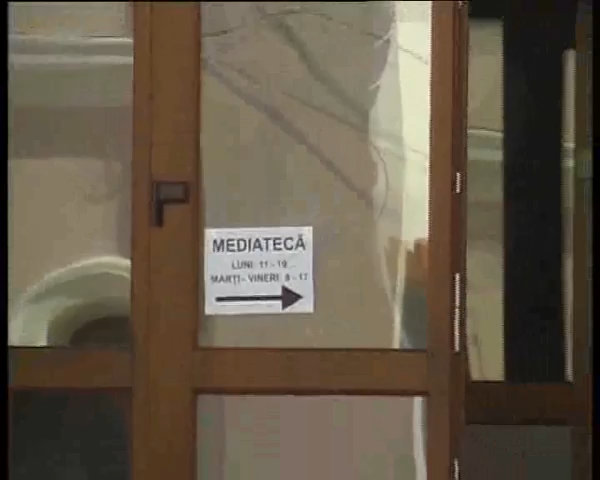 MEDIATECĂ
LUNI: 11 - 19
MARȚI - VINERI: 8 - 17